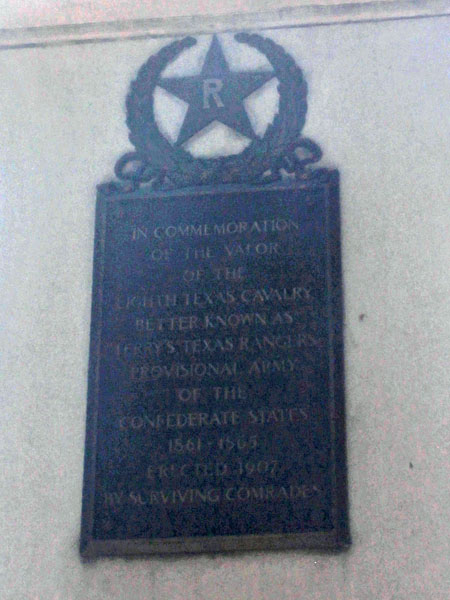 R
IN COMMEMORATION
OF THE VALOR
OF THE
EIGHTH TEXAS CAVALRY
BETTER KNOWN AS
TERRY'S TEXAS RANGERS
PROVISIONAL ARMY
OF THE
CONFEDERATE STATES
1861-1865
ERECTED 1907
BY SURVIVING COMRADES